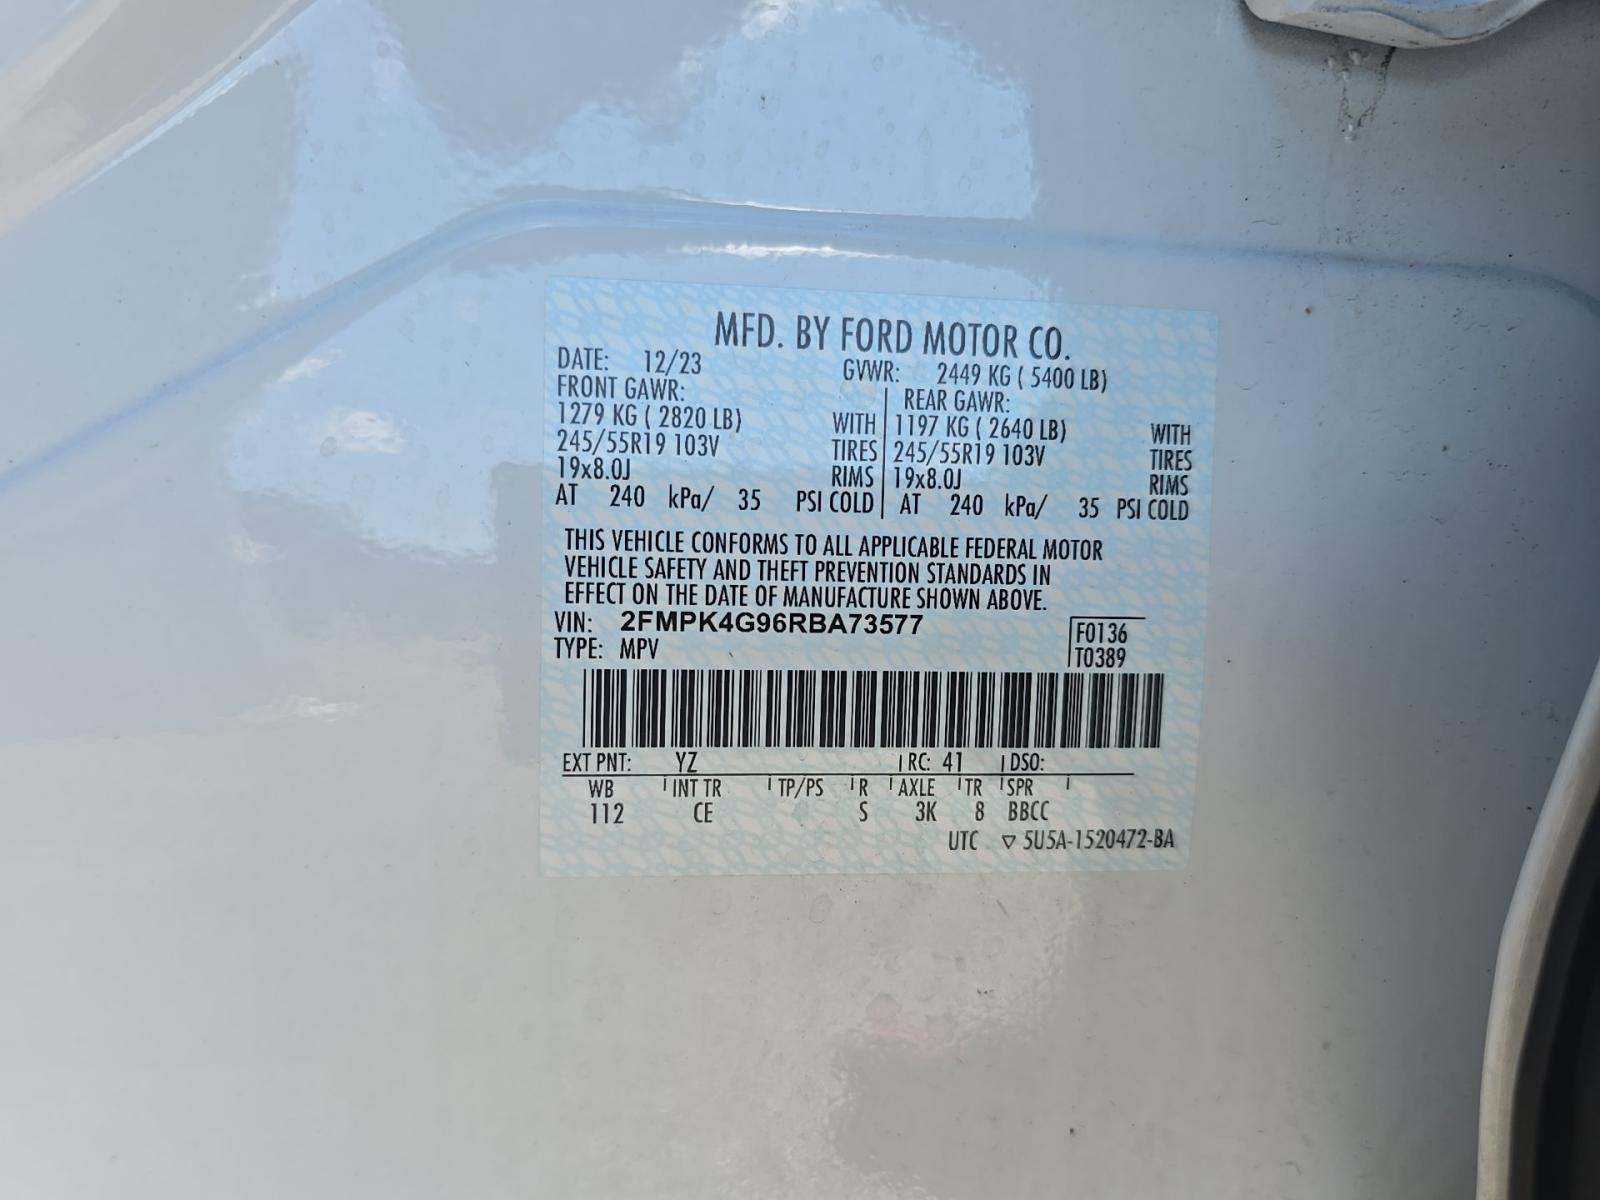 MFD. BY FORD MOTOR CO.
DATE: 12/23 GVWR: 2449 KG ( 5400 LB)
FRONT GAWR: REAR GAWR:
1279 KG ( 2820 LB) WITH 1197 KG ( 2640 LB) WITH
245/55R19 103V TIRES 245/55R19 103V TIRES
19x8.0J RIMS 19x8.0J RIMS
AT 240 kPa/ 35 PSI COLD AT 240 kPa/ 35 PSI COLD
THIS VEHICLE CONFORMS TO ALL APPLICABLE FEDERAL MOTOR
VEHICLE SAFETY AND THEFT PREVENTION STANDARDS IN
EFFECT ON THE DATE OF MANUFACTURE SHOWN ABOVE.
VIN: 2FMPK4G96RBA73577 F0136
TYPE: MPV T0389
EXT PNT: YZ RC: 41 DSO:
WB INT TR TP/PS R AXLE TR SPR
112 CE S 3K 8 BBCC
UTC ▽ 5U5A-1520472-BA